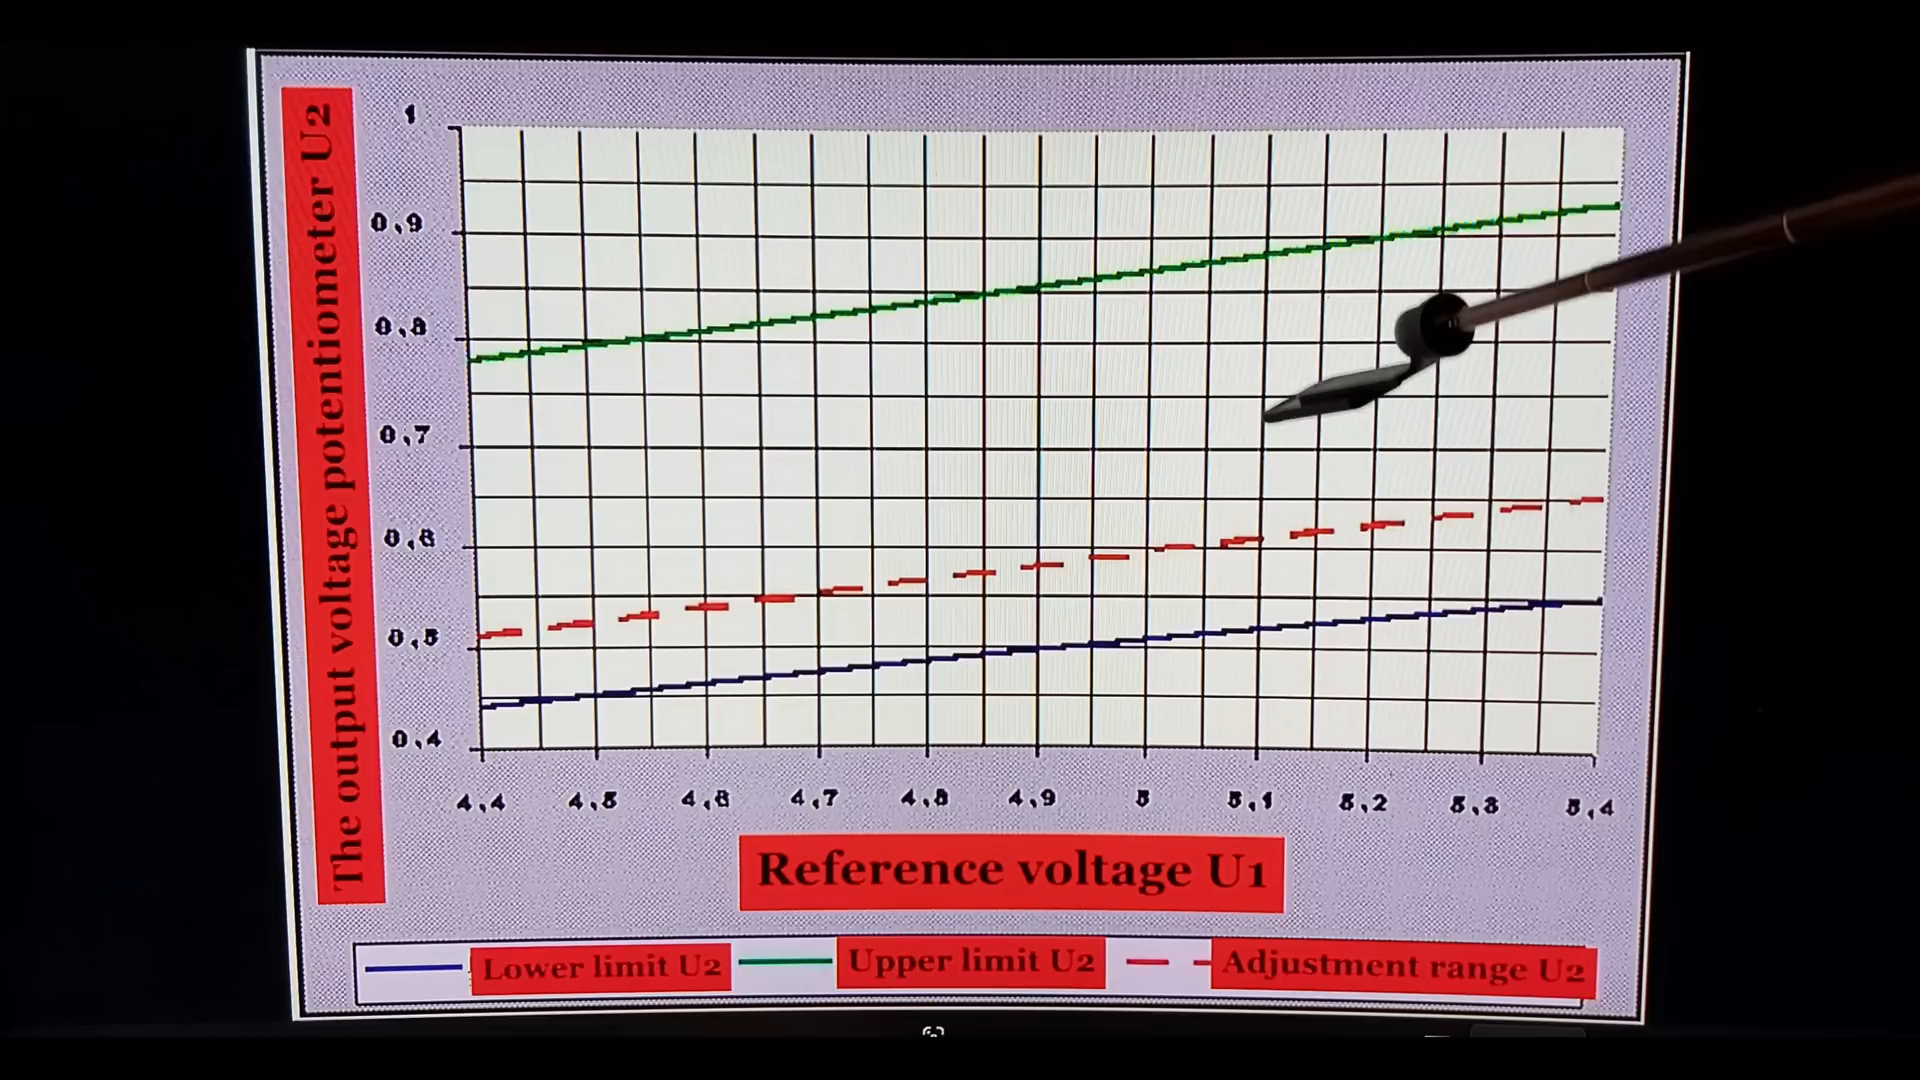 The output voltage potentiometer U2
1
0,9
0,8
0,7
0,6
0,5
0,4
4,4 4,5 4,6 4,7 4,8 4,9 5 5,1 5,2 5,3 5,4
Reference voltage U1
Lower limit U2 Upper limit U2 Adjustment range U2